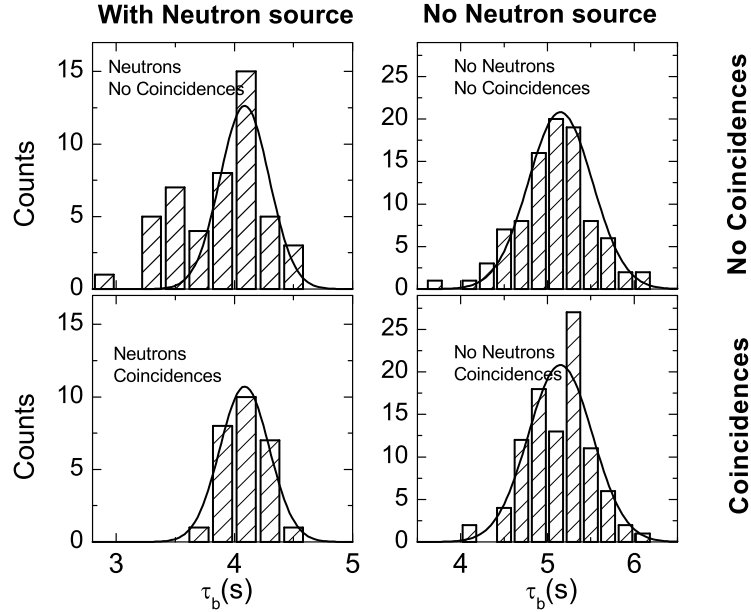 With Neutron source
No Neutron source
Neutrons
No Coincidences
15
10
5
0
Counts
No Neutrons
No Coincidences
25
20
15
10
5
0
No Coincidences
Neutrons
Coincidences
15
10
5
0
Counts
3
4
5
τb(s)
No Neutrons
Coincidences
25
20
15
10
5
0
4
5
6
τb(s)
Coincidences